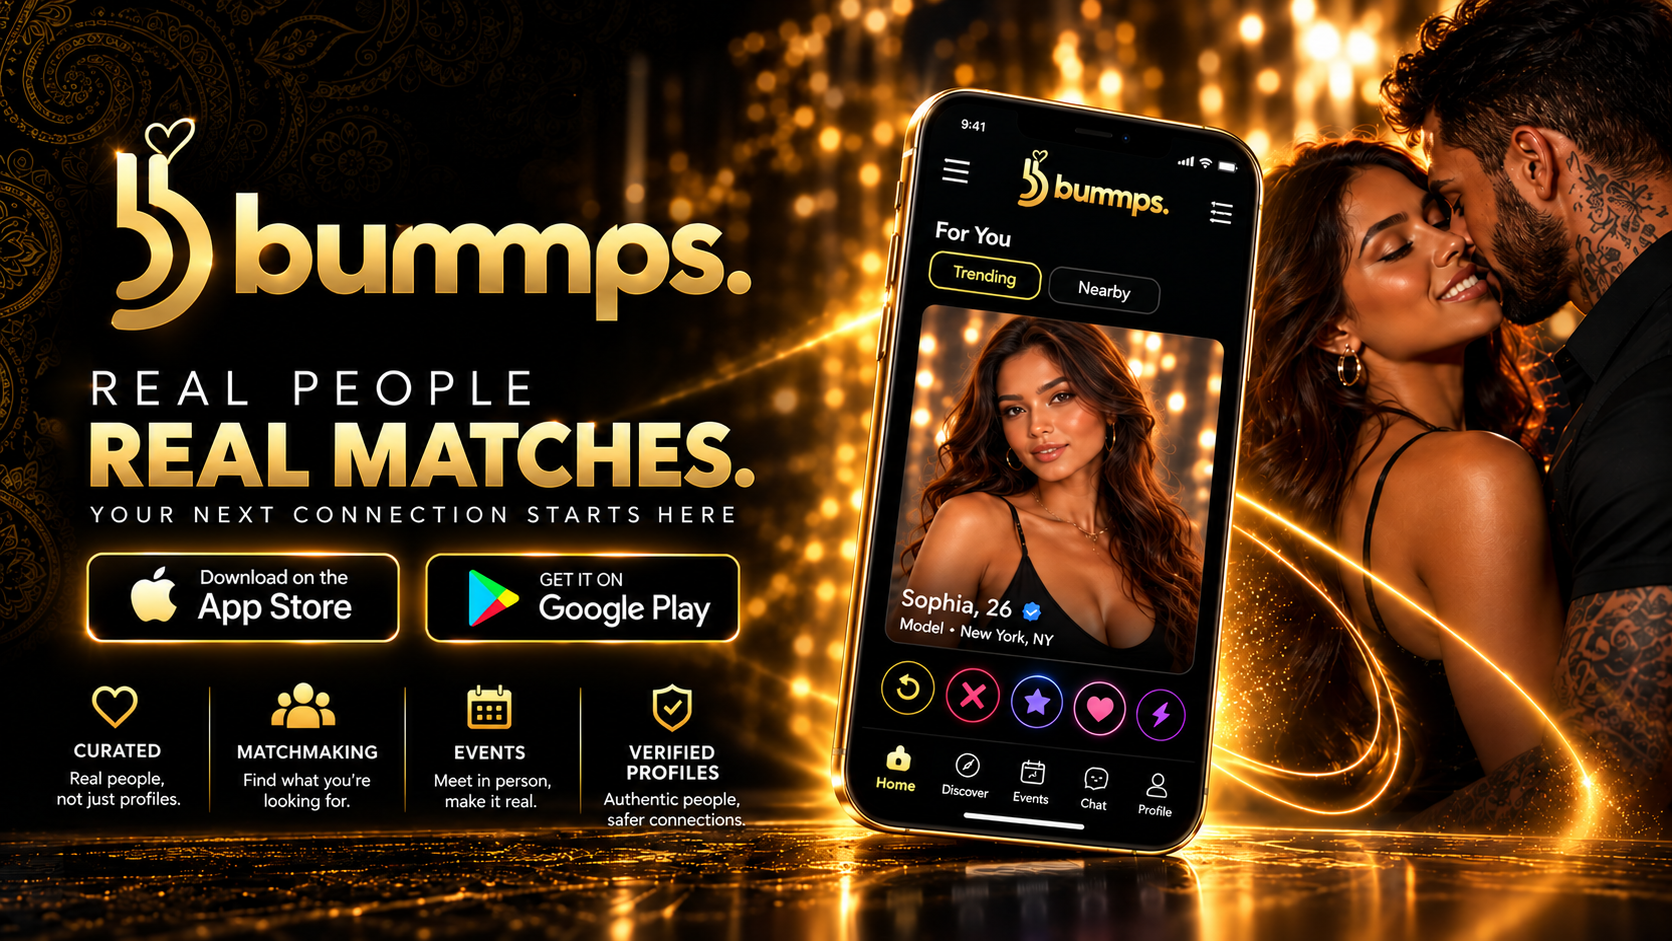 bummps.
REAL PEOPLE
REAL MATCHES.
YOUR NEXT CONNECTION STARTS HERE
Download on the
App Store
GET IT ON
Google Play
CURATED
Real people,
not just profiles.
MATCHMAKING
Find what you're
looking for.
EVENTS
Meet in person,
make it real.
VERIFIED
PROFILES
Authentic people,
safer connections.
9:41
bummps.
For You
Trending
Nearby
Sophia, 26
Model • New York, NY
Home
Discover
Events
Chat
Profile